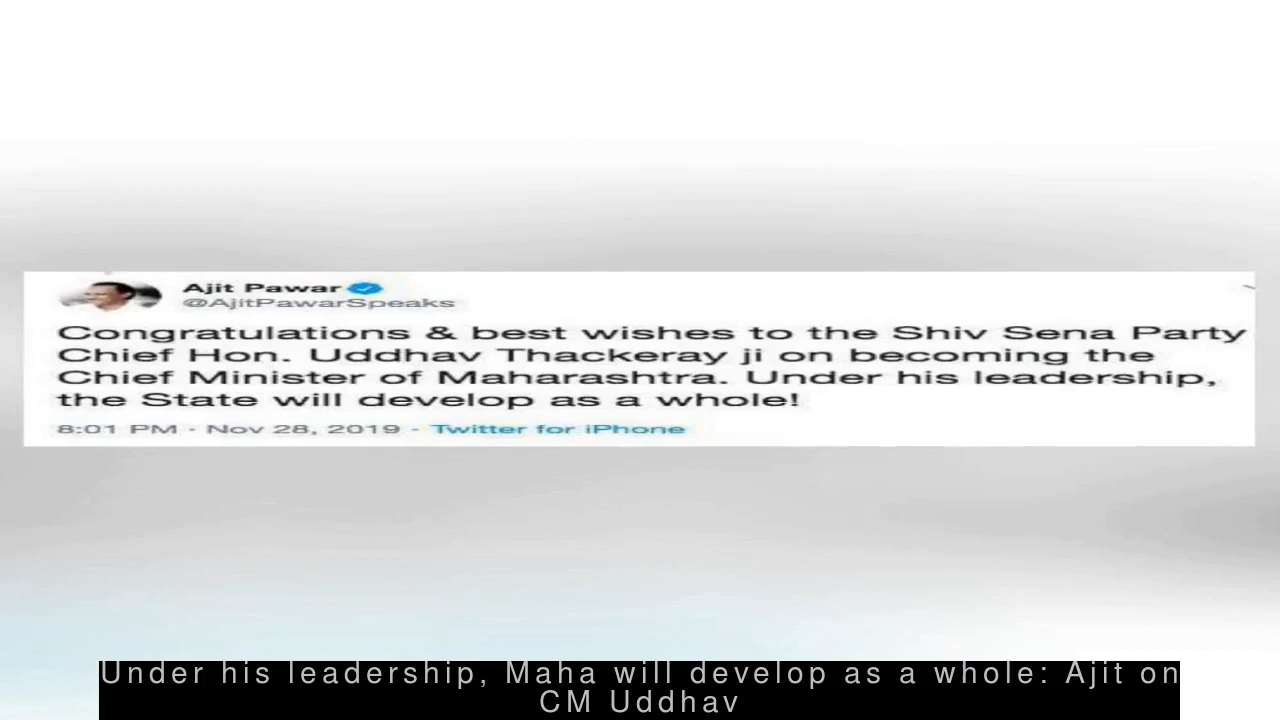 Ajit Pawar
@AjitPawarSpeaks
Congratulations & best wishes to the Shiv Sena Party
Chief Hon. Uddhav Thackeray ji on becoming the
Chief Minister of Maharashtra. Under his leadership,
the State will develop as a whole!
8:01 PM · Nov 28, 2019 · Twitter for iPhone
Under his leadership, Maha will develop as a whole: Ajit on
CM Uddhav